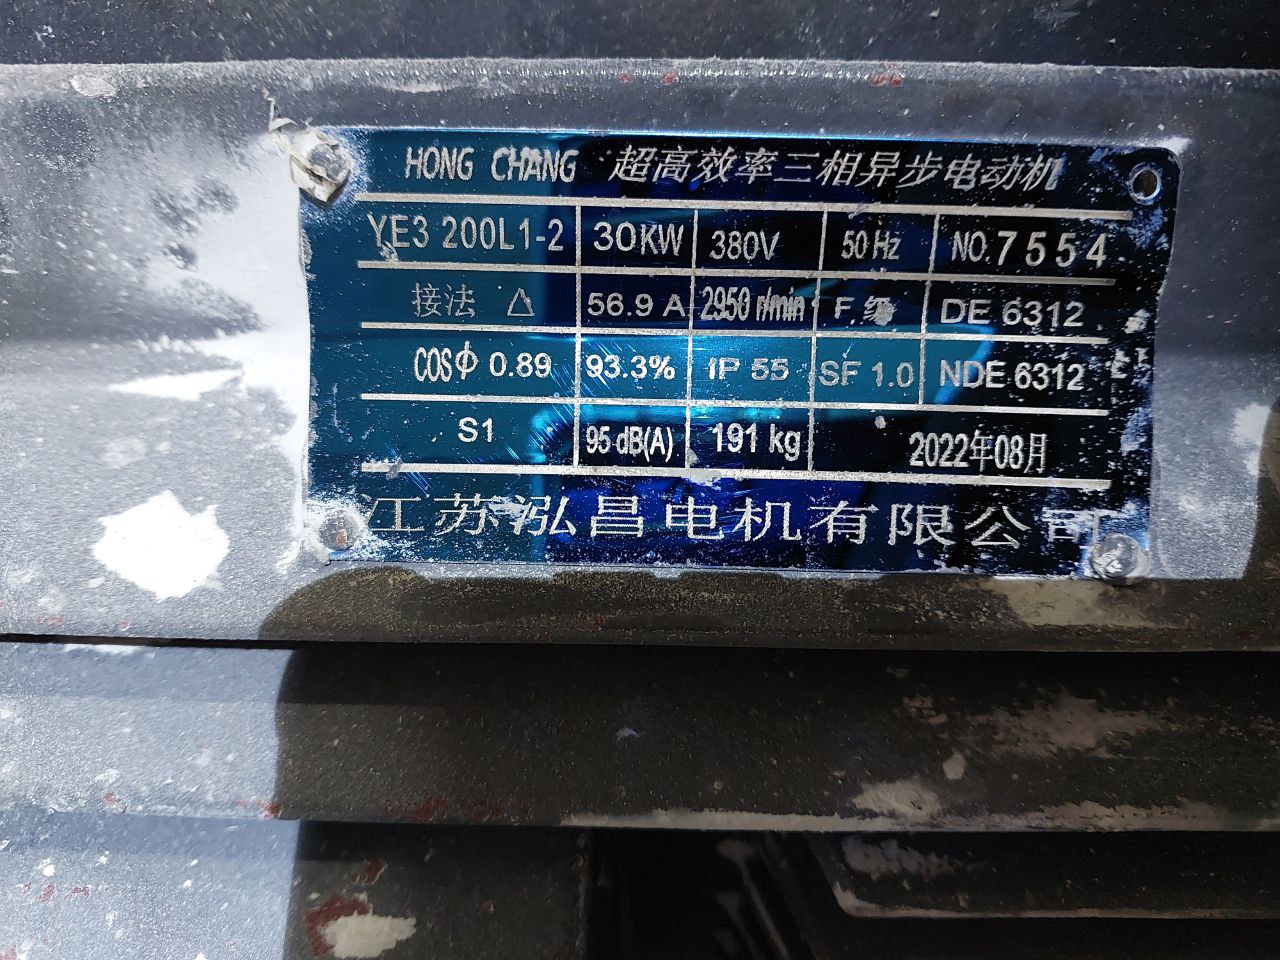 HONG CHANG 超高效率三相异步电动机
YE3 200L1-2 30KW 380V 50Hz NO.7554
接法 △ 56.9 A 2950 r/min F 级 DE 6312
COSΦ 0.89 93.3% IP 55 SF 1.0 NDE 6312
S1 95 dB(A) 191 kg 2022年08月
江苏泓昌电机有限公司